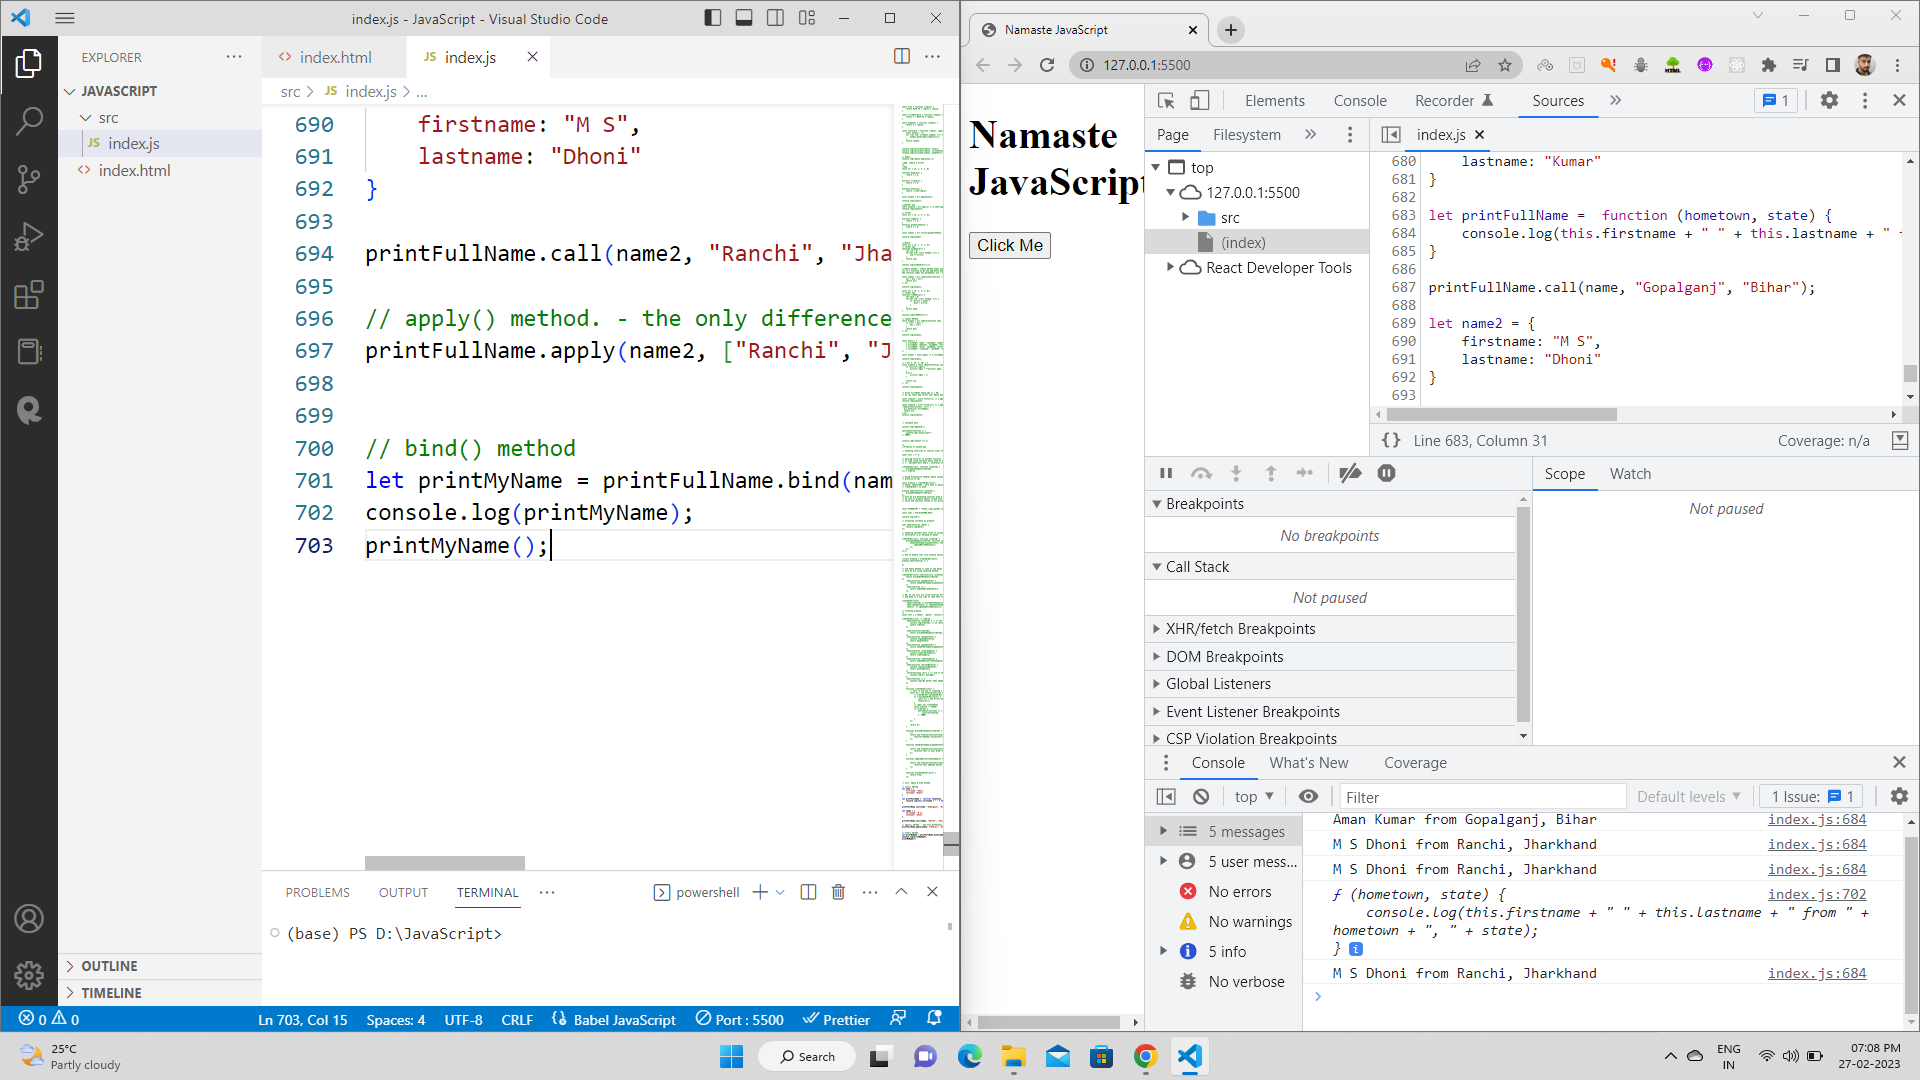 index.js - JavaScript - Visual Studio Code
EXPLORER
JAVASCRIPT
src
JS index.js
<> index.html
OUTLINE
TIMELINE
<> index.html
JS index.js
src > JS index.js > ...
690 firstname: "M S",
691 lastname: "Dhoni"
692 }
693
694 printFullName.call(name2, "Ranchi", "Jha
695
696 // apply() method. - the only difference
697 printFullName.apply(name2, ["Ranchi", "J
698
699
700 // bind() method
701 let printMyName = printFullName.bind(nam
702 console.log(printMyName);
703 printMyName();
PROBLEMS OUTPUT TERMINAL ...
powershell
(base) PS D:\JavaScript>
0 0
Ln 703, Col 15 Spaces: 4 UTF-8 CRLF Babel JavaScript Port : 5500 Prettier
Namaste JavaScript
127.0.0.1:5500
Namaste
JavaScript
Click Me
Elements Console Recorder Sources
1
Page Filesystem
index.js
top
127.0.0.1:5500
src
(index)
React Developer Tools
680 lastname: "Kumar"
681 }
682
683 let printFullName = function (hometown, state) {
684 console.log(this.firstname + " " + this.lastname + " +
685 }
686
687 printFullName.call(name, "Gopalganj", "Bihar");
688
689 let name2 = {
690 firstname: "M S",
691 lastname: "Dhoni"
692 }
693
{} Line 683, Column 31
Coverage: n/a
Scope Watch
Not paused
Breakpoints
No breakpoints
Call Stack
Not paused
XHR/fetch Breakpoints
DOM Breakpoints
Global Listeners
Event Listener Breakpoints
CSP Violation Breakpoints
Console What's New Coverage
top
Filter
Default levels
1 Issue: 1
5 messages
5 user mess...
No errors
No warnings
5 info
No verbose
Aman Kumar from Gopalganj, Bihar index.js:684
M S Dhoni from Ranchi, Jharkhand index.js:684
M S Dhoni from Ranchi, Jharkhand index.js:684
ƒ (hometown, state) { index.js:702
console.log(this.firstname + " " + this.lastname + " from " +
hometown + ", " + state);
} i
M S Dhoni from Ranchi, Jharkhand index.js:684
>
25°C
Partly cloudy
Search
ENG
IN
07:08 PM
27-02-2023